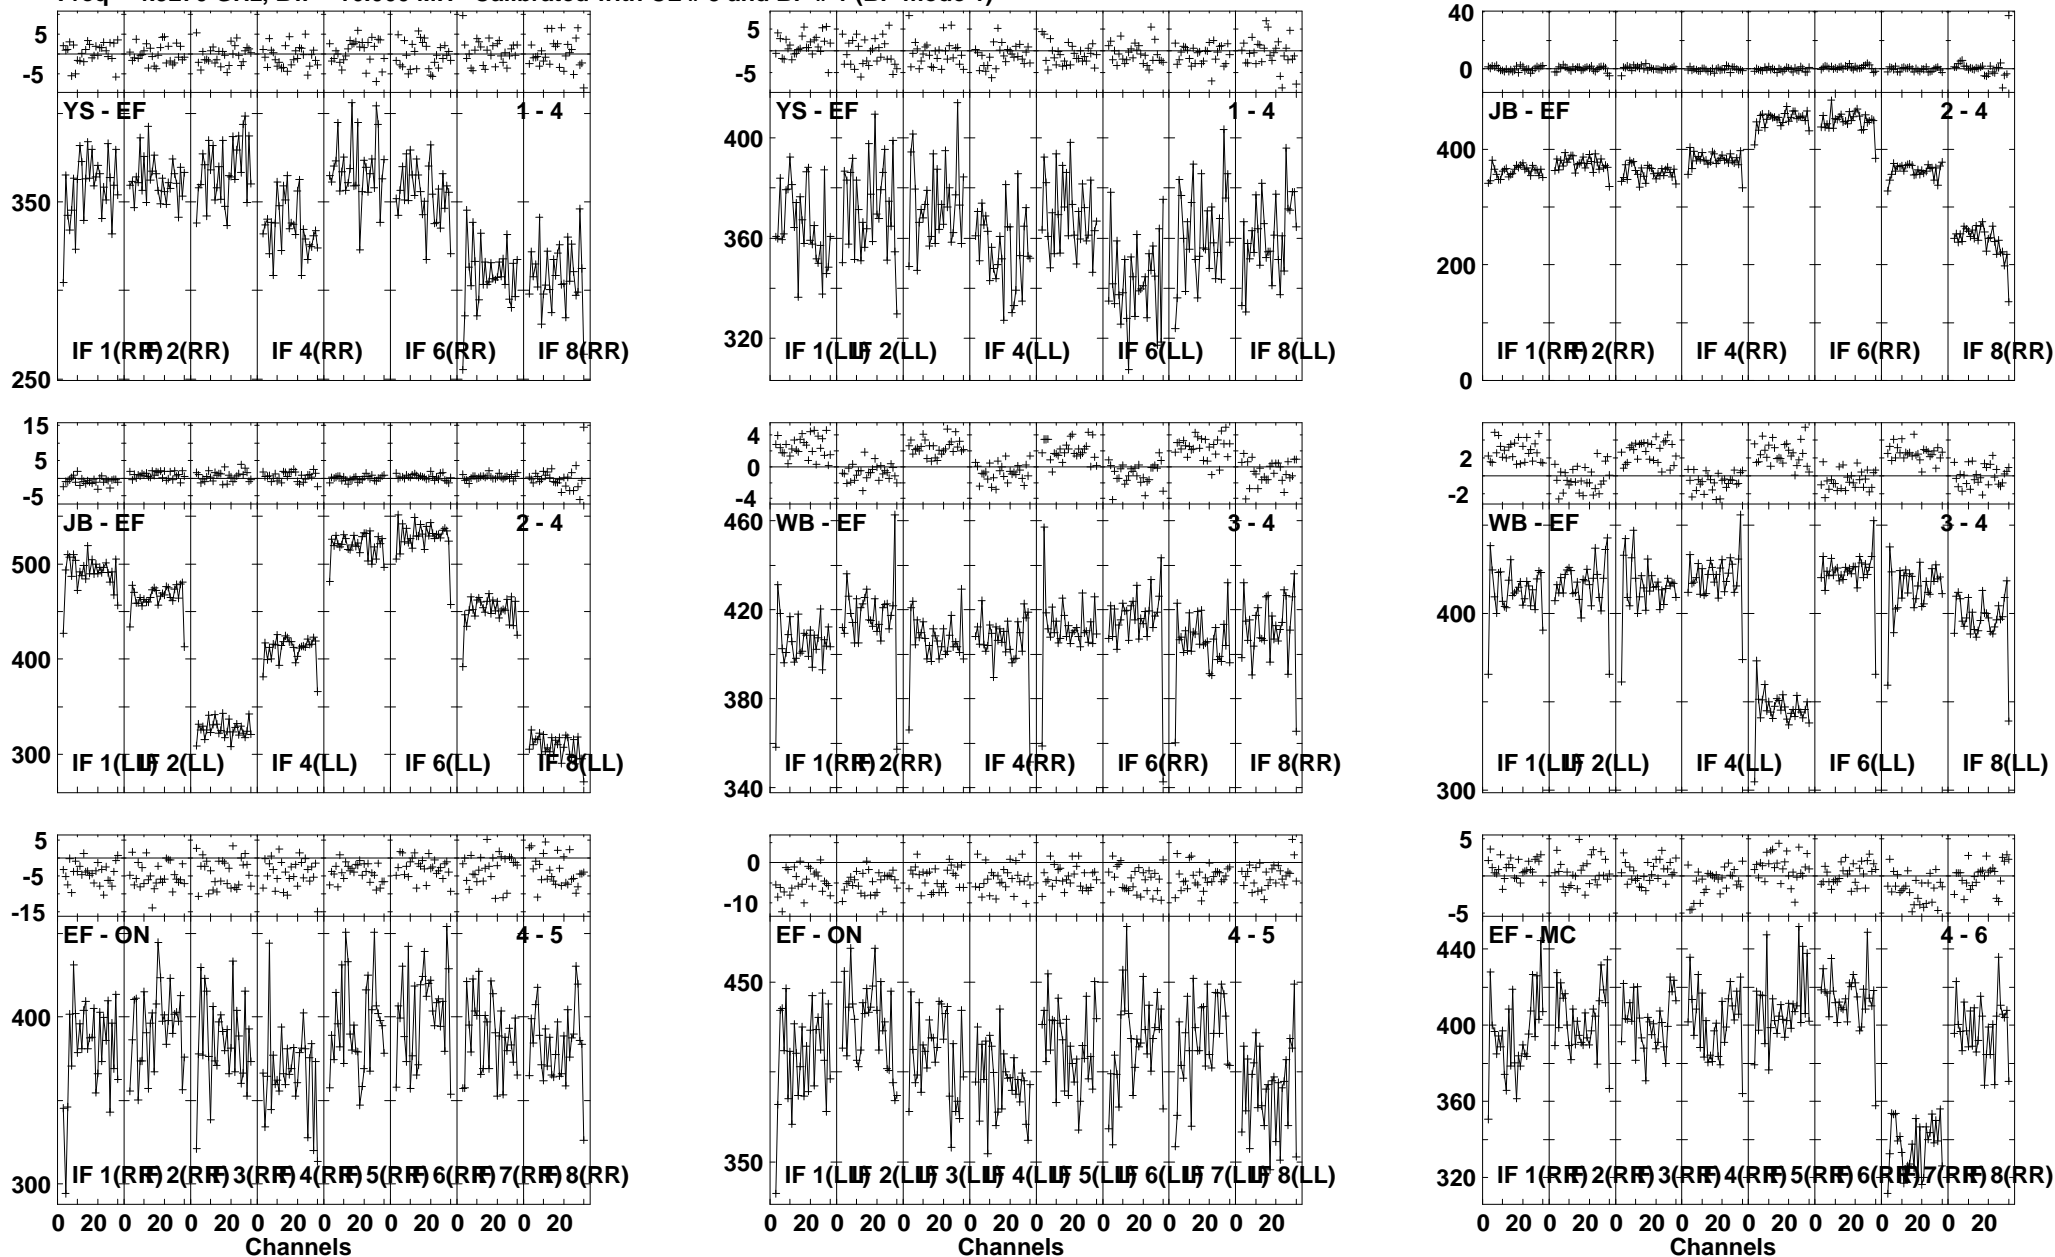 5
-5
YS - EF
1 - 4
350
250
IF 1(RR)
IF 2(RR)
IF 4(RR)
IF 6(RR)
IF 8(RR)
5
-5
YS - EF
1 - 4
400
360
320
IF 1(LL)
IF 2(LL)
IF 4(LL)
IF 6(LL)
IF 8(LL)
40
0
JB - EF
2 - 4
400
200
0
IF 1(RR)
IF 2(RR)
IF 4(RR)
IF 6(RR)
IF 8(RR)
15
5
-5
JB - EF
2 - 4
500
400
300
IF 1(LL)
IF 2(LL)
IF 4(LL)
IF 6(LL)
IF 8(LL)
4
0
-4
WB - EF
3 - 4
460
420
380
340
IF 1(RR)
IF 2(RR)
IF 4(RR)
IF 6(RR)
IF 8(RR)
2
-2
WB - EF
3 - 4
400
300
IF 1(LL)
IF 2(LL)
IF 4(LL)
IF 6(LL)
IF 8(LL)
5
-5
-15
EF - ON
4 - 5
400
300
IF 1(RR)
IF 2(RR)
IF 3(RR)
IF 4(RR)
IF 5(RR)
IF 6(RR)
IF 7(RR)
IF 8(RR)
0 20 0 20 0 20 0 20 0 20 0 20 0 20 0 20
Channels
0
-10
EF - ON
4 - 5
450
350
IF 1(LL)
IF 2(LL)
IF 3(LL)
IF 4(LL)
IF 5(LL)
IF 6(LL)
IF 7(LL)
IF 8(LL)
0 20 0 20 0 20 0 20 0 20 0 20 0 20 0 20
Channels
5
-5
EF - MC
4 - 6
440
400
360
320
IF 1(RR)
IF 2(RR)
IF 3(RR)
IF 4(RR)
IF 5(RR)
IF 6(RR)
IF 7(RR)
IF 8(RR)
0 20 0 20 0 20 0 20 0 20 0 20 0 20 0 20
Channels